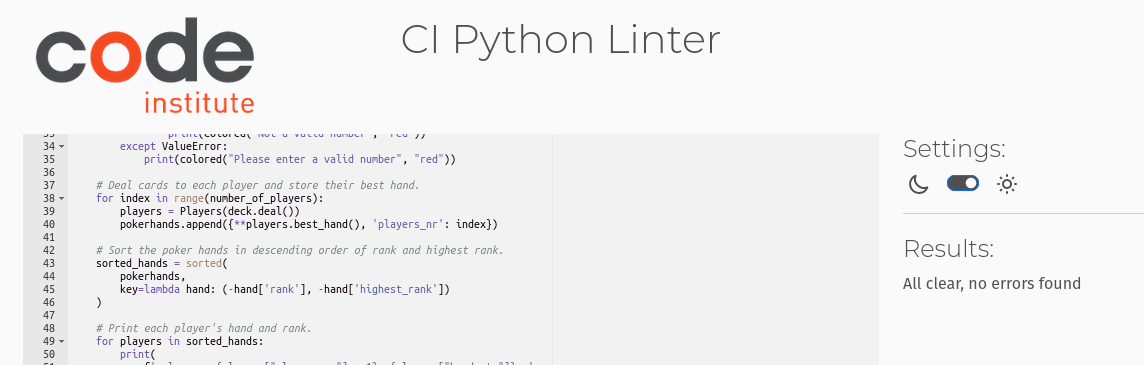 code
institute
CI Python Linter
print(colored("Not a valid number", "red"))
34 except ValueError:
35 print(colored("Please enter a valid number", "red"))
36
37 # Deal cards to each player and store their best hand.
38 for index in range(number_of_players):
39 players = Players(deck.deal())
40 pokerhands.append({**players.best_hand(), 'players_nr': index})
41
42 # Sort the poker hands in descending order of rank and highest rank.
43 sorted_hands = sorted(
44 pokerhands,
45 key=lambda hand: (-hand['rank'], -hand['highest_rank'])
46 )
47
48 # Print each player's hand and rank.
49 for players in sorted_hands:
50 print(
Settings:
Results:
All clear, no errors found